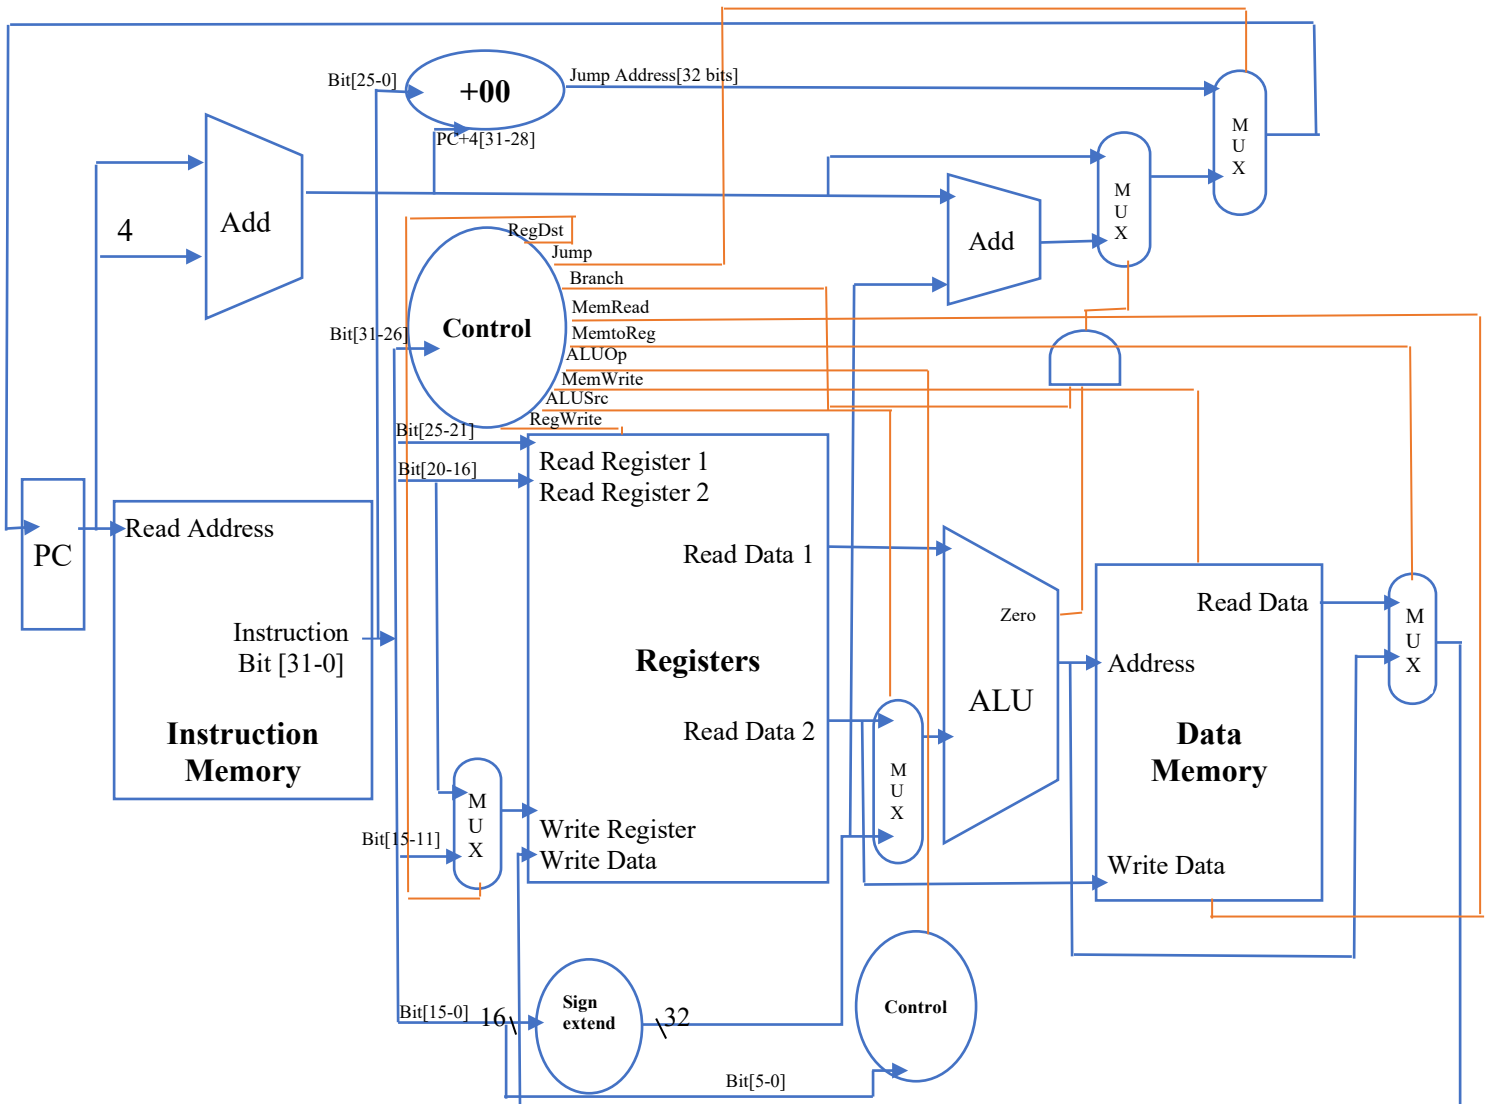 Bit[25-0]
+00
Jump Address[32 bits]
PC+4[31-28]
M
U
X
M
U
X
4
Add
Add
RegDst
Jump
Branch
MemRead
MemtoReg
ALUOp
MemWrite
ALUSrc
RegWrite
Bit[31-26]
Control
Bit[25-21]
Bit[20-16]
Read Register 1
Read Register 2
Read Data 1
Registers
Read Data 2
Write Register
Write Data
PC
Read Address
Instruction
Bit [31-0]
Instruction
Memory
M
U
X
Bit[15-11]
Zero
ALU
M
U
X
Read Data
Address
Data
Memory
Write Data
M
U
X
Bit[15-0]
16
Sign
extend
32
Control
Bit[5-0]